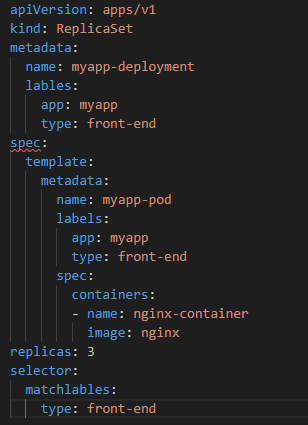 apiVersion: apps/v1
kind: ReplicaSet
metadata:
  name: myapp-deployment
  lables:
    app: myapp
    type: front-end
spec:
  template:
    metadata:
      name: myapp-pod
      labels:
        app: myapp
        type: front-end
      spec:
        containers:
        - name: nginx-container
          image: nginx
replicas: 3
selector:
  matchlables:
    type: front-end